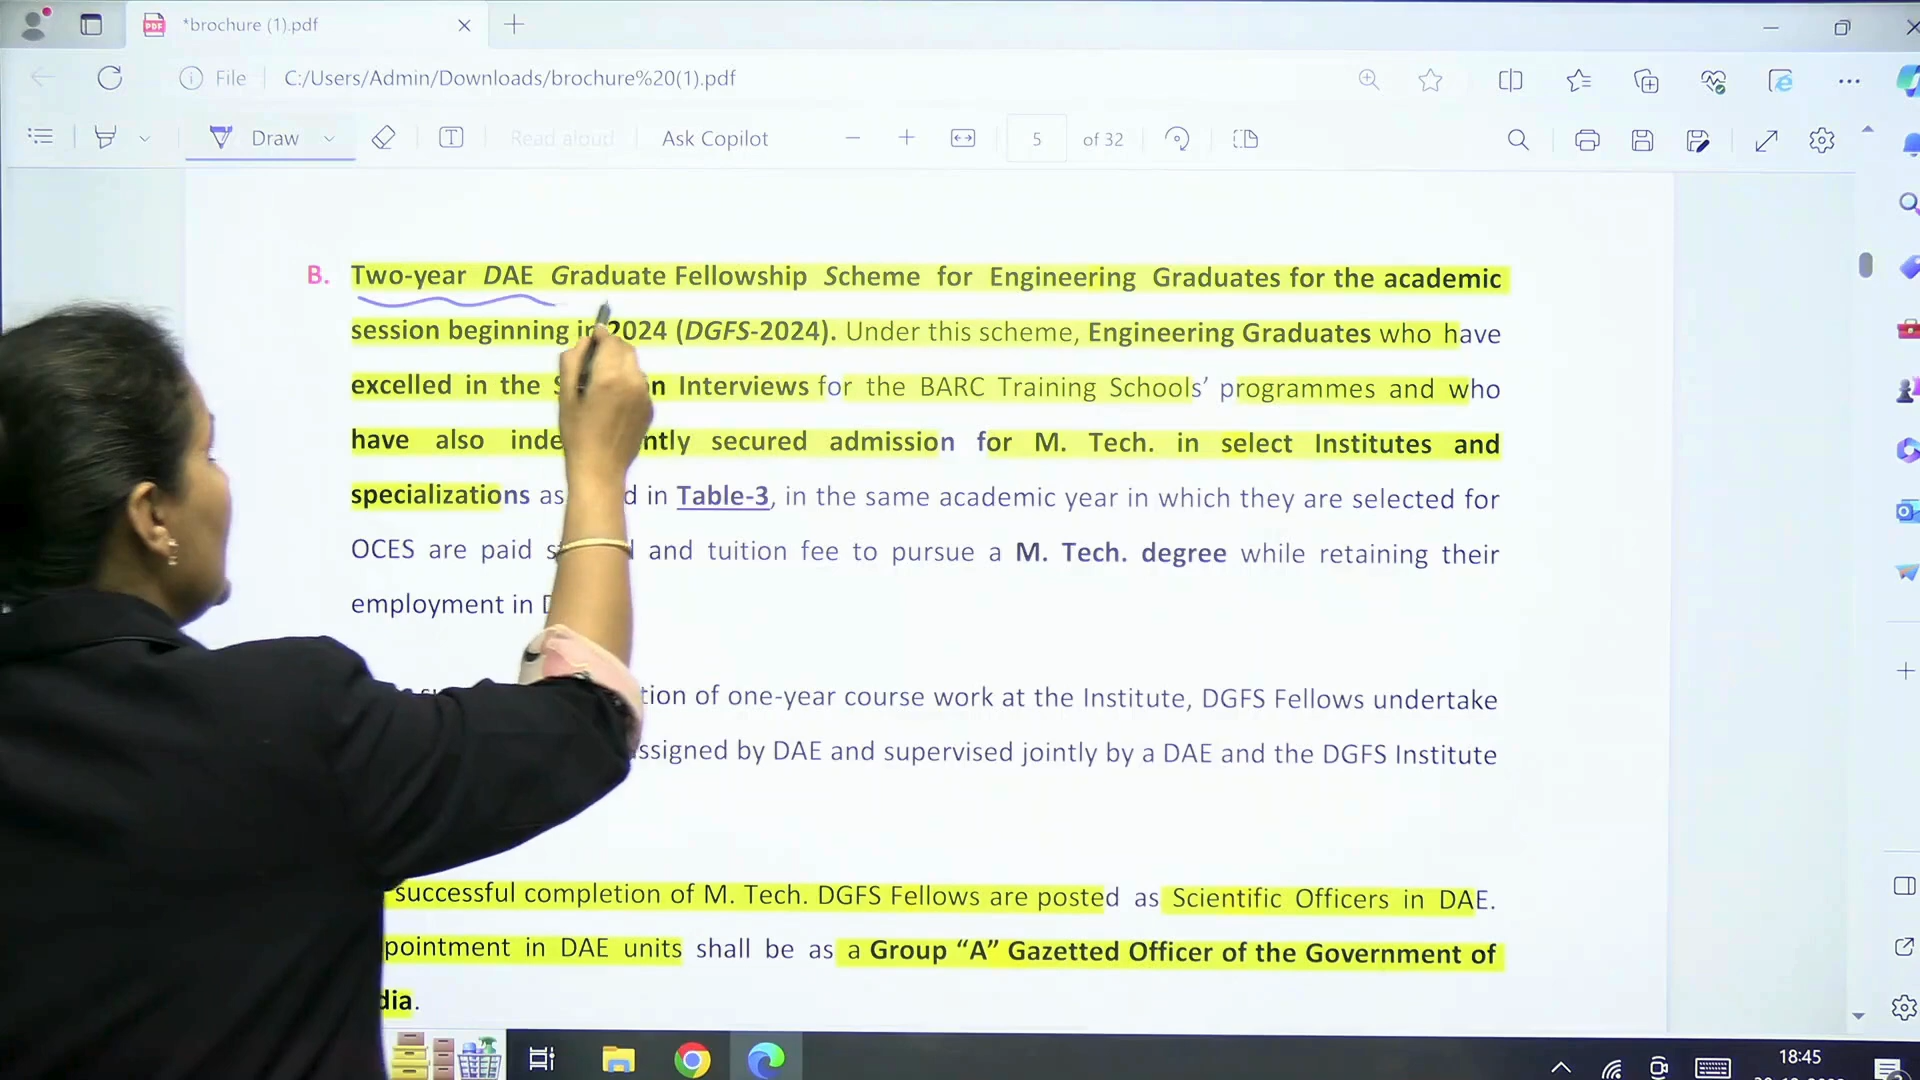 *brochure (1).pdf
File
C:/Users/Admin/Downloads/brochure%20(1).pdf
Draw
Read aloud
Ask Copilot
5 of 32
B. Two-year DAE Graduate Fellowship Scheme for Engineering Graduates for the academic
session beginning in 2024 (DGFS-2024). Under this scheme, Engineering Graduates who have
excelled in the Interviews for the BARC Training Schools' programmes and who
have also secured admission for M. Tech. in select Institutes and
specializations as in Table-3, in the same academic year in which they are selected for
OCES are paid and tuition fee to pursue a M. Tech. degree while retaining their
employment in
of one-year course work at the Institute, DGFS Fellows undertake
by DAE and supervised jointly by a DAE and the DGFS Institute
successful completion of M. Tech. DGFS Fellows are posted as Scientific Officers in DAE.
in DAE units shall be as a Group “A” Gazetted Officer of the Government of
18:45